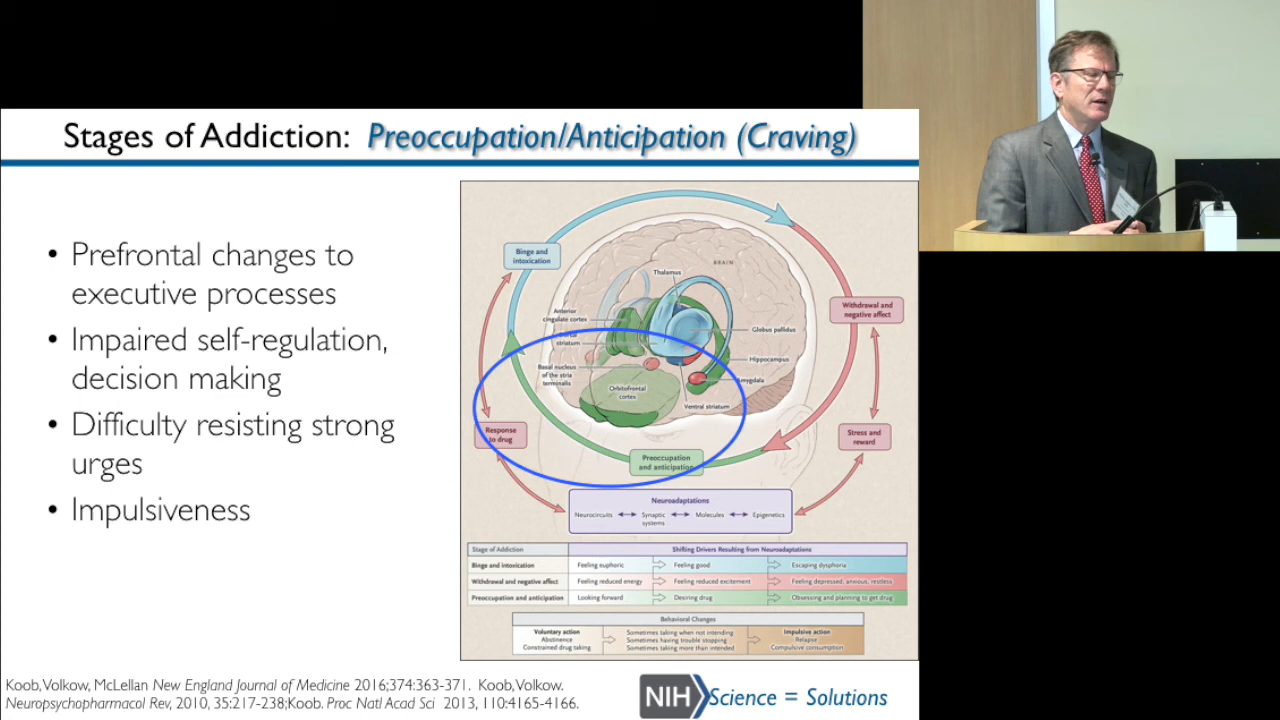 Stages of Addiction: Preoccupation/Anticipation (Craving)
• Prefrontal changes to
executive processes
• Impaired self-regulation,
decision making
• Difficulty resisting strong
urges
• Impulsiveness
Binge and
intoxication
Thalamus
BRAIN
Anterior
cingulate cortex
striatum
Basal nucleus
of the stria
terminalis
Orbitofrontal
cortex
Globus pallidus
Hippocampus
Amygdala
Ventral striatum
Withdrawal and
negative affect
Response
to drug
Stress and
reward
Preoccupation
and anticipation
Neuroadaptations
Neurocircuits
Synaptic
systems
Molecules
Epigenetics
Stage of Addiction Shifting Drivers Resulting from Neuroadaptations
Binge and intoxication Feeling euphoric Feeling good Escaping dysphoria
Withdrawal and negative affect Feeling reduced energy Feeling reduced excitement Feeling depressed, anxious, restless
Preoccupation and anticipation Looking forward Desiring drug Obsessing and planning to get drug
Behavioral Changes
Voluntary action
Abstinence
Constrained drug taking
Sometimes taking when not intending
Sometimes having trouble stopping
Sometimes taking more than intended
Impulsive action
Relapse
Compulsive consumption
Koob,Volkow, McLellan New England Journal of Medicine 2016;374:363-371. Koob,Volkow.
Neuropsychopharmacol Rev, 2010, 35:217-238;Koob. Proc Natl Acad Sci 2013, 110:4165-4166.
NIH Science = Solutions